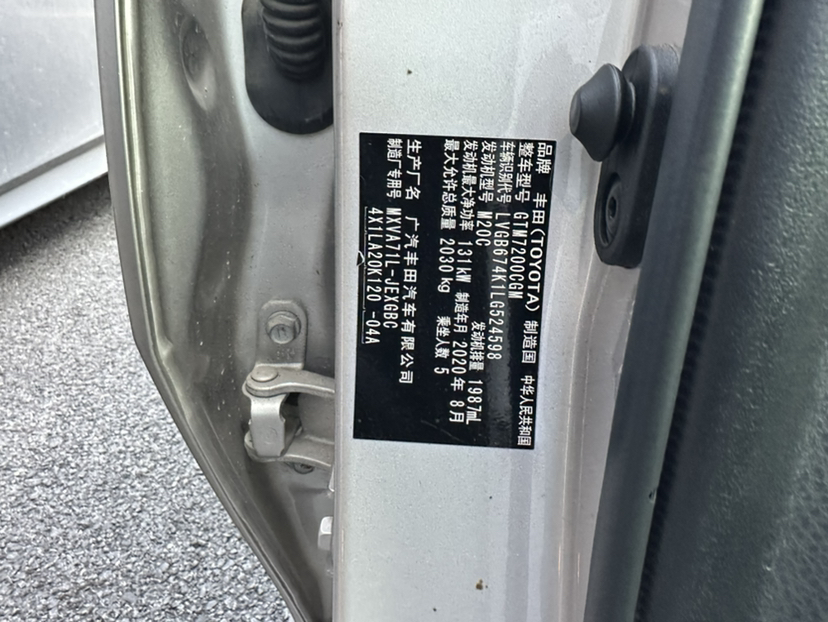 品牌 丰田(TOYOTA) 制造国 中华人民共和国
整车型号 GTM7200CGM
车辆识别代号 LVGB674K1LG524598
发动机型号 M20C 发动机排量 1987mL
发动机最大净功率 131kW 制造年月 2020年8月
最大允许总质量 2030kg 乘坐人数 5
生产厂名 广汽丰田汽车有限公司
制造厂专用号 MXVA71L-JEXGBC
4X1LA20K120 -04A